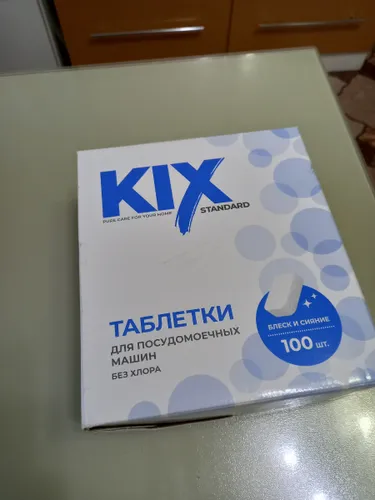 KIX
PURE CARE FOR YOUR HOME
STANDARD
ТАБЛЕТКИ
ДЛЯ ПОСУДОМОЕЧНЫХ
МАШИН
БЕЗ ХЛОРА
БЛЕСК И СИЯНИЕ
100 ШТ.